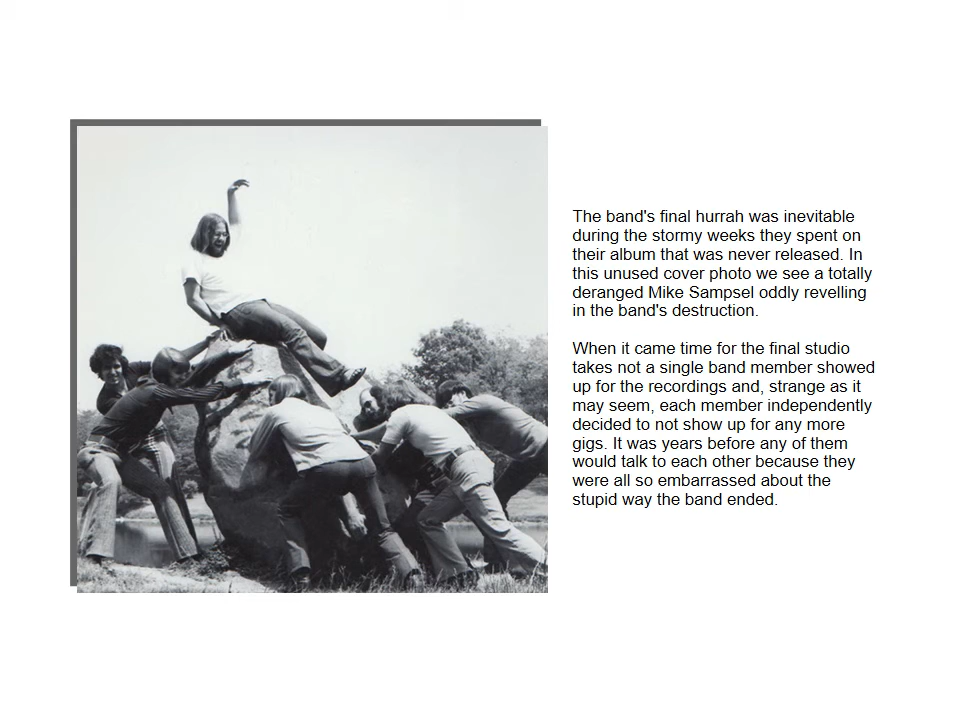 The band's final hurrah was inevitable
during the stormy weeks they spent on
their album that was never released. In
this unused cover photo we see a totally
deranged Mike Sampsel oddly revelling
in the band's destruction.
When it came time for the final studio
takes not a single band member showed
up for the recordings and, strange as it
may seem, each member independently
decided to not show up for any more
gigs. It was years before any of them
would talk to each other because they
were all so embarrassed about the
stupid way the band ended.